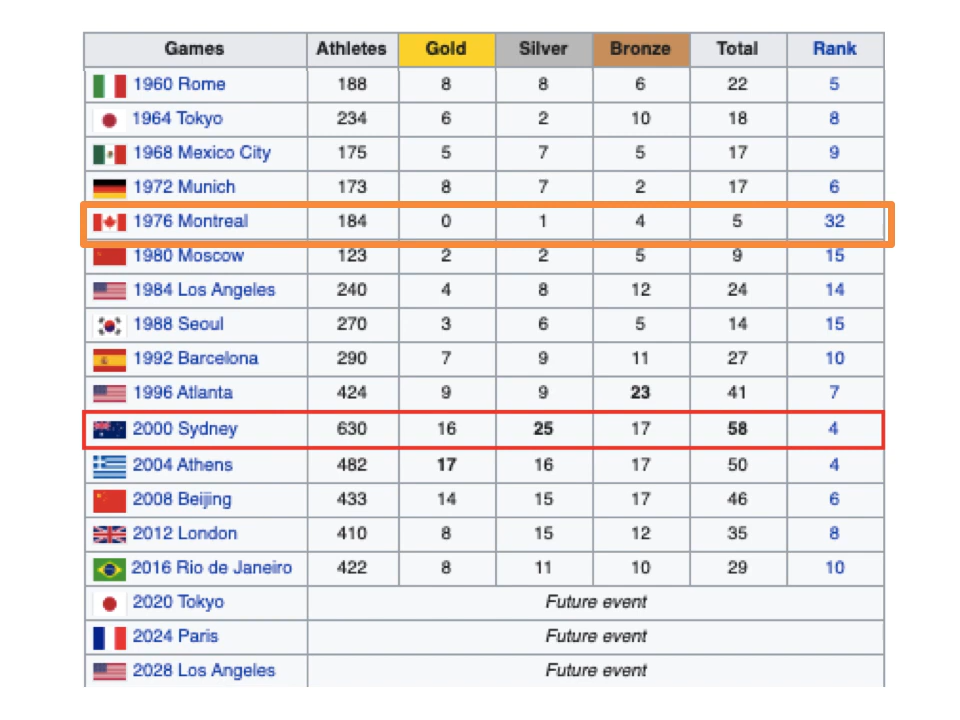 Games Athletes Gold Silver Bronze Total Rank
1960 Rome 188 8 8 6 22 5
1964 Tokyo 234 6 2 10 18 8
1968 Mexico City 175 5 7 5 17 9
1972 Munich 173 8 7 2 17 6
1976 Montreal 184 0 1 4 5 32
1980 Moscow 123 2 2 5 9 15
1984 Los Angeles 240 4 8 12 24 14
1988 Seoul 270 3 6 5 14 15
1992 Barcelona 290 7 9 11 27 10
1996 Atlanta 424 9 9 23 41 7
2000 Sydney 630 16 25 17 58 4
2004 Athens 482 17 16 17 50 4
2008 Beijing 433 14 15 17 46 6
2012 London 410 8 15 12 35 8
2016 Rio de Janeiro 422 8 11 10 29 10
2020 Tokyo Future event
2024 Paris Future event
2028 Los Angeles Future event